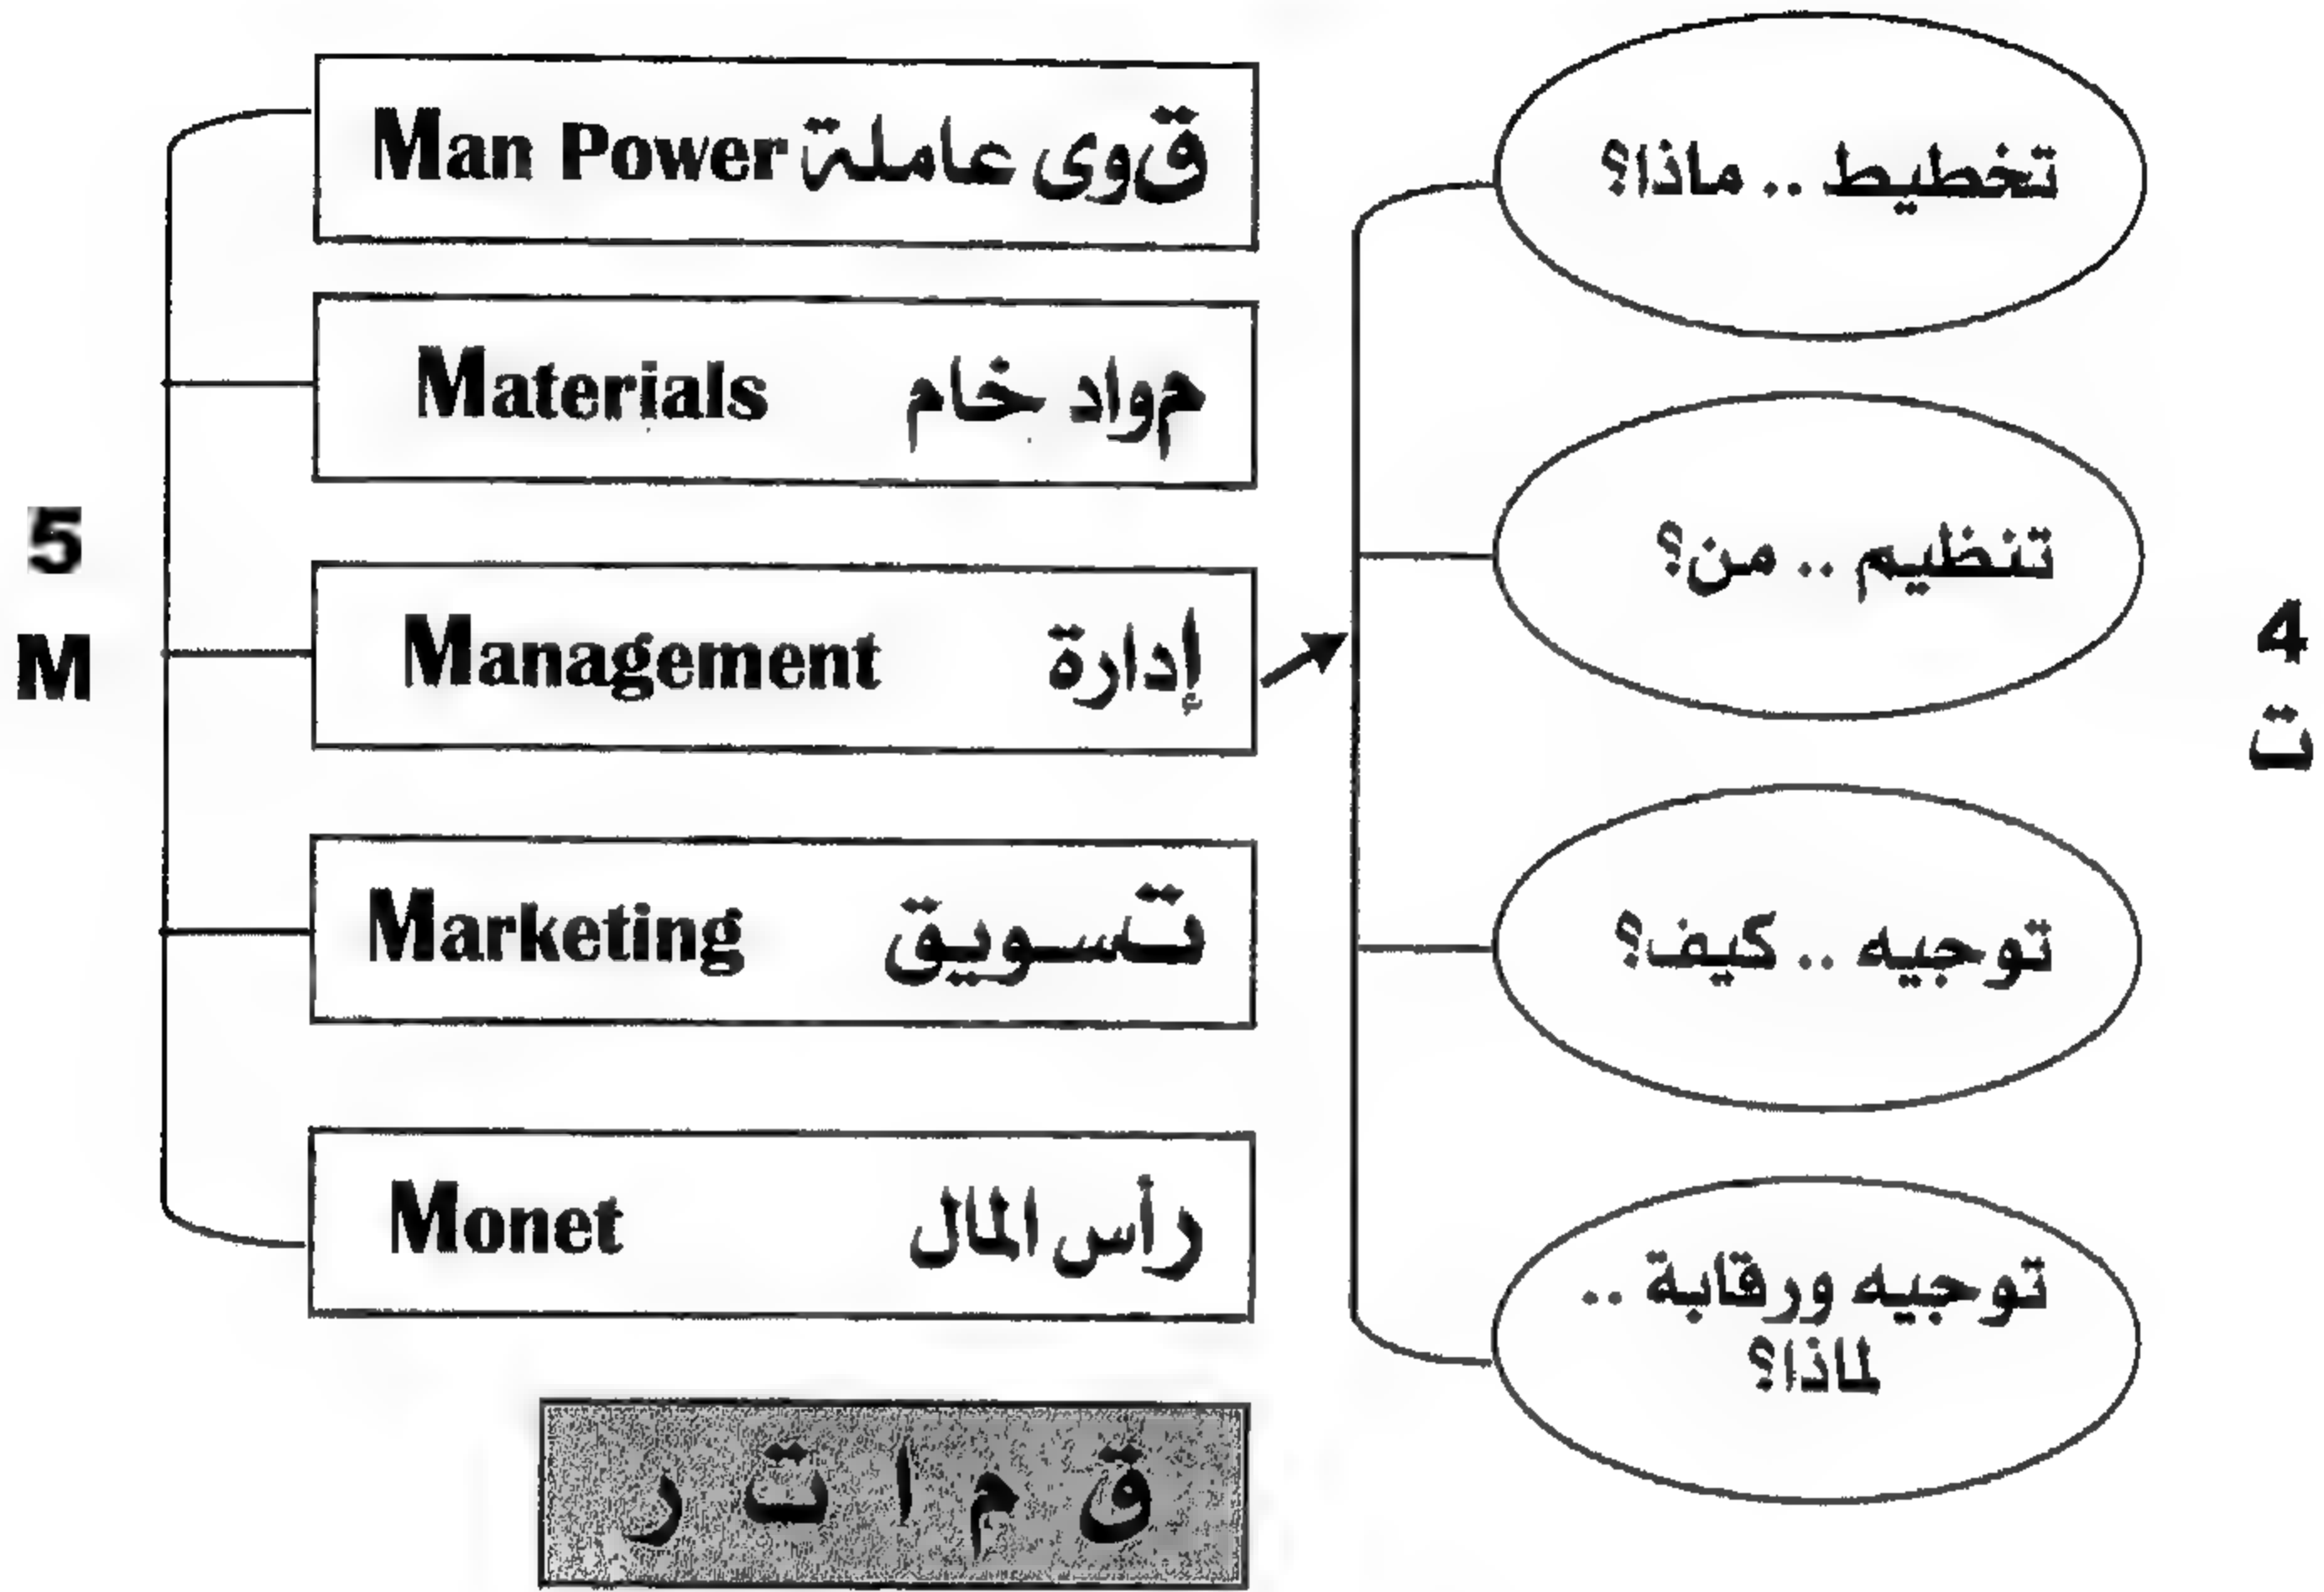 5
M
Man Power قوى عاملة
Materials مواد خام
Management إدارة
Marketing تسويق
Monet رأس المال
ق م ا ت ر
تخطيط .. ماذا؟
تنظيم .. من؟
توجيه .. كيف؟
توجيه ورقابة ..
لماذا؟
4
ت